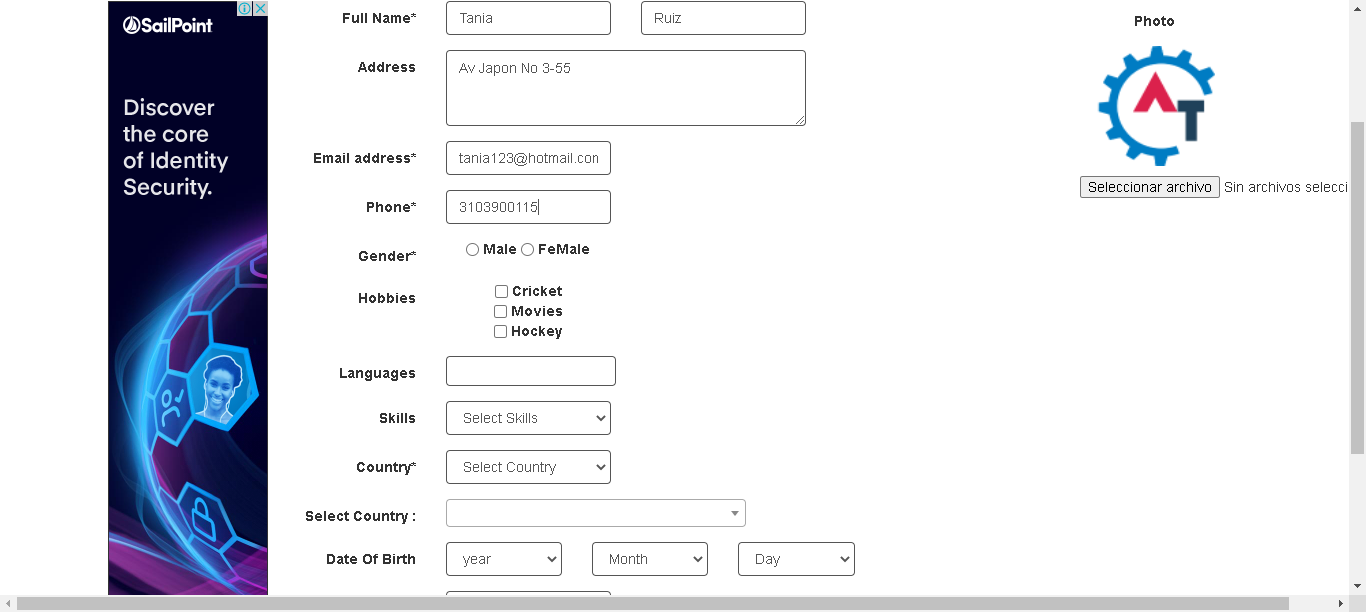 SailPoint
Discover
the core
of Identity
Security.
Full Name*
Tania
Ruiz
Address
Av Japon No 3-55
Email address*
tania123@hotmail.con
Phone*
3103900115
Gender*
Male
FeMale
Hobbies
Cricket
Movies
Hockey
Languages
Skills
Select Skills
Country*
Select Country
Select Country :
Date Of Birth
year
Month
Day
Photo
AT
Seleccionar archivo
Sin archivos selecci